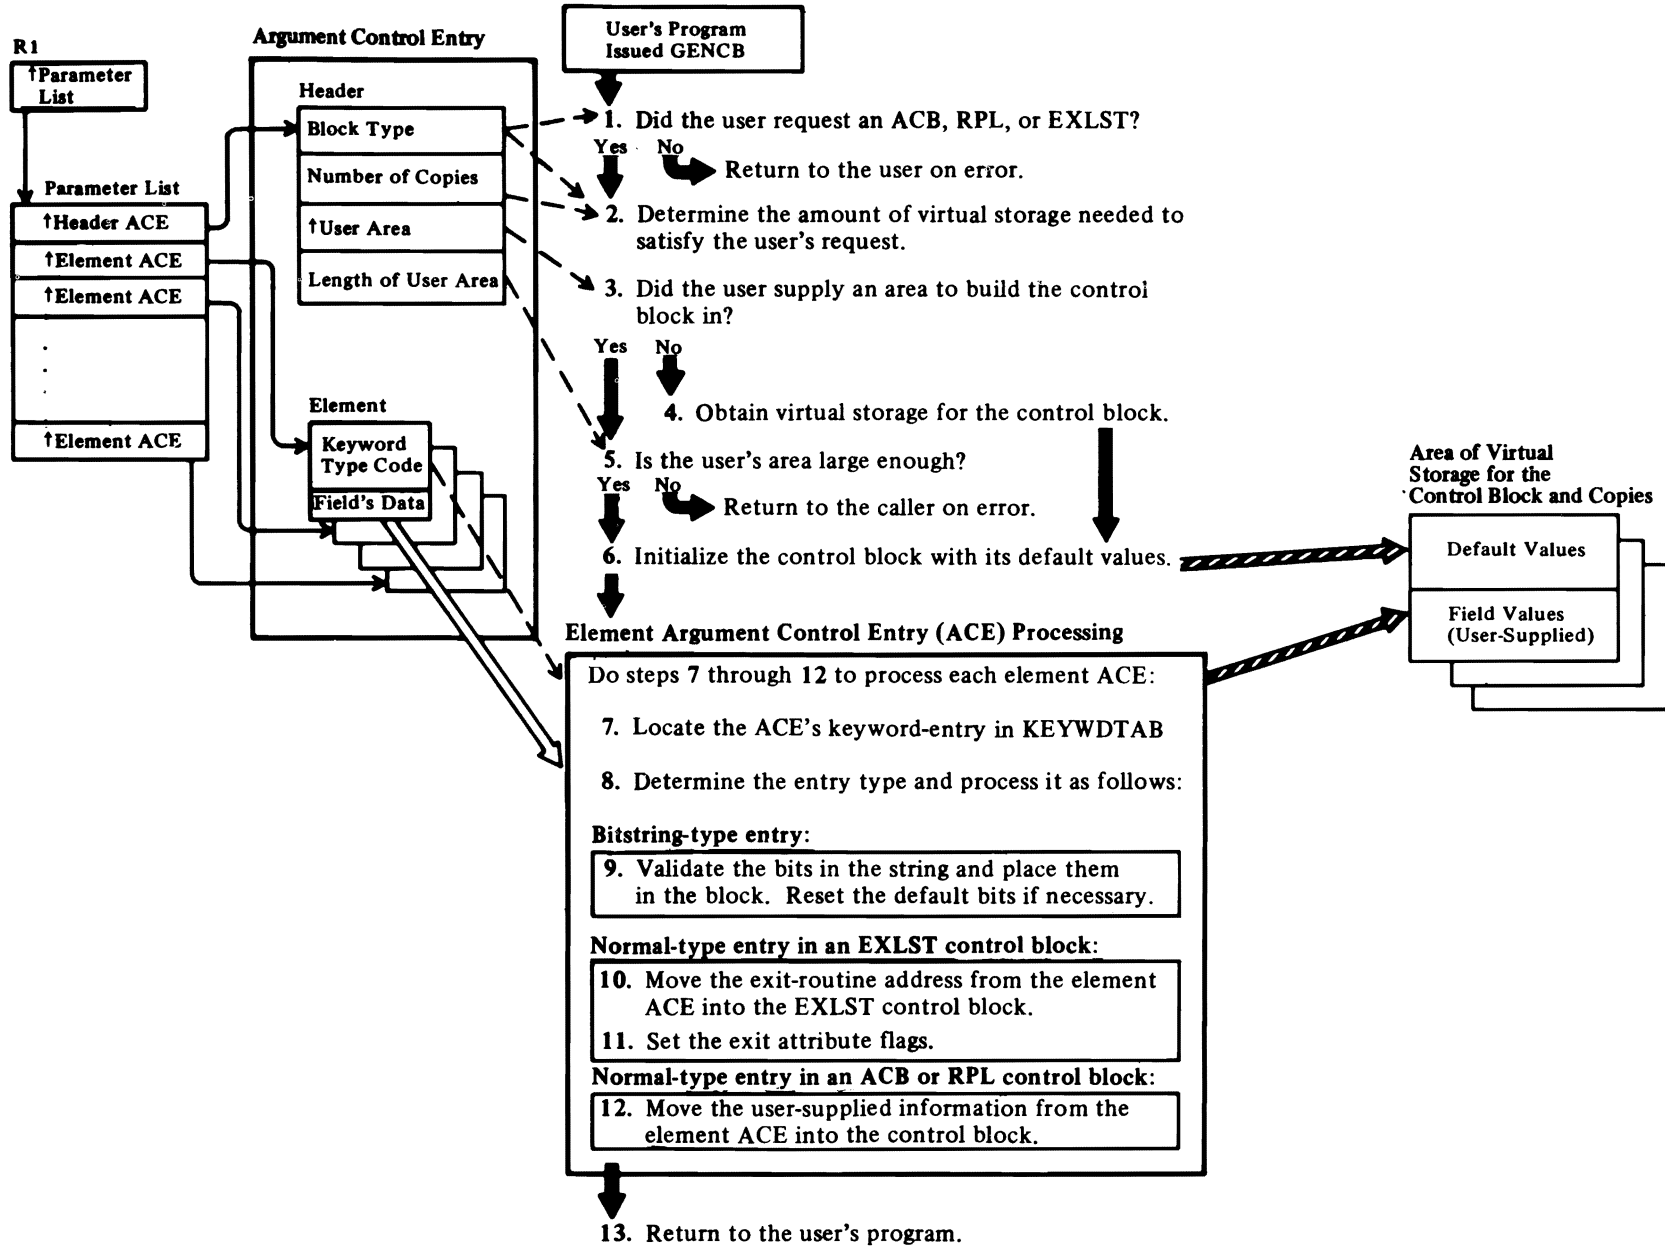 R1
↑Parameter
List
Parameter List
↑Header ACE
↑Element ACE
↑Element ACE
.
.
.
↑Element ACE
Argument Control Entry
Header
Block Type
Number of Copies
↑User Area
Length of User Area
Element
Keyword
Type Code
Field's Data
User's Program
Issued GENCB
1. Did the user request an ACB, RPL, or EXLST?
Yes No
Return to the user on error.
2. Determine the amount of virtual storage needed to
satisfy the user's request.
3. Did the user supply an area to build the control
block in?
Yes No
4. Obtain virtual storage for the control block.
5. Is the user's area large enough?
Yes No
Return to the caller on error.
6. Initialize the control block with its default values.
Element Argument Control Entry (ACE) Processing
Do steps 7 through 12 to process each element ACE:
7. Locate the ACE's keyword-entry in KEYWDTAB
8. Determine the entry type and process it as follows:
Bitstring-type entry:
9. Validate the bits in the string and place them
in the block. Reset the default bits if necessary.
Normal-type entry in an EXLST control block:
10. Move the exit-routine address from the element
ACE into the EXLST control block.
11. Set the exit attribute flags.
Normal-type entry in an ACB or RPL control block:
12. Move the user-supplied information from the
element ACE into the control block.
13. Return to the user's program.
Area of Virtual
Storage for the
Control Block and Copies
Default Values
Field Values
(User-Supplied)